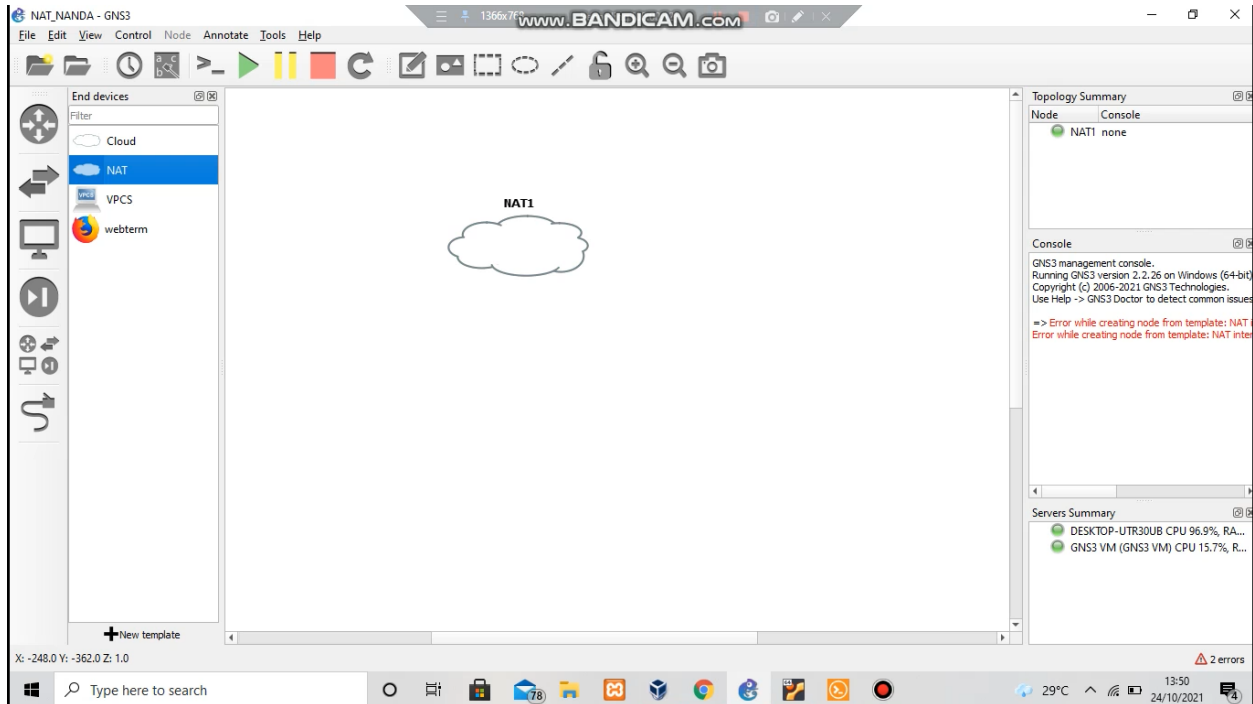 NAT_NANDA - GNS3
1366x768
www.BANDICAM.com
File Edit View Control Node Annotate Tools Help
End devices
Filter
Cloud
NAT
VPCS
webterm
New template
NAT1
Topology Summary
Node Console
NAT1 none
Console
GNS3 management console.
Running GNS3 version 2.2.26 on Windows (64-bit)
Copyright (c) 2006-2021 GNS3 Technologies.
Use Help -> GNS3 Doctor to detect common issues
=> Error while creating node from template: NAT i
Error while creating node from template: NAT inter
Servers Summary
DESKTOP-UTR30UB CPU 96.9%, RA...
GNS3 VM (GNS3 VM) CPU 15.7%, R...
X: -248.0 Y: -362.0 Z: 1.0
2 errors
Type here to search
78
29°C
13:50
24/10/2021
4